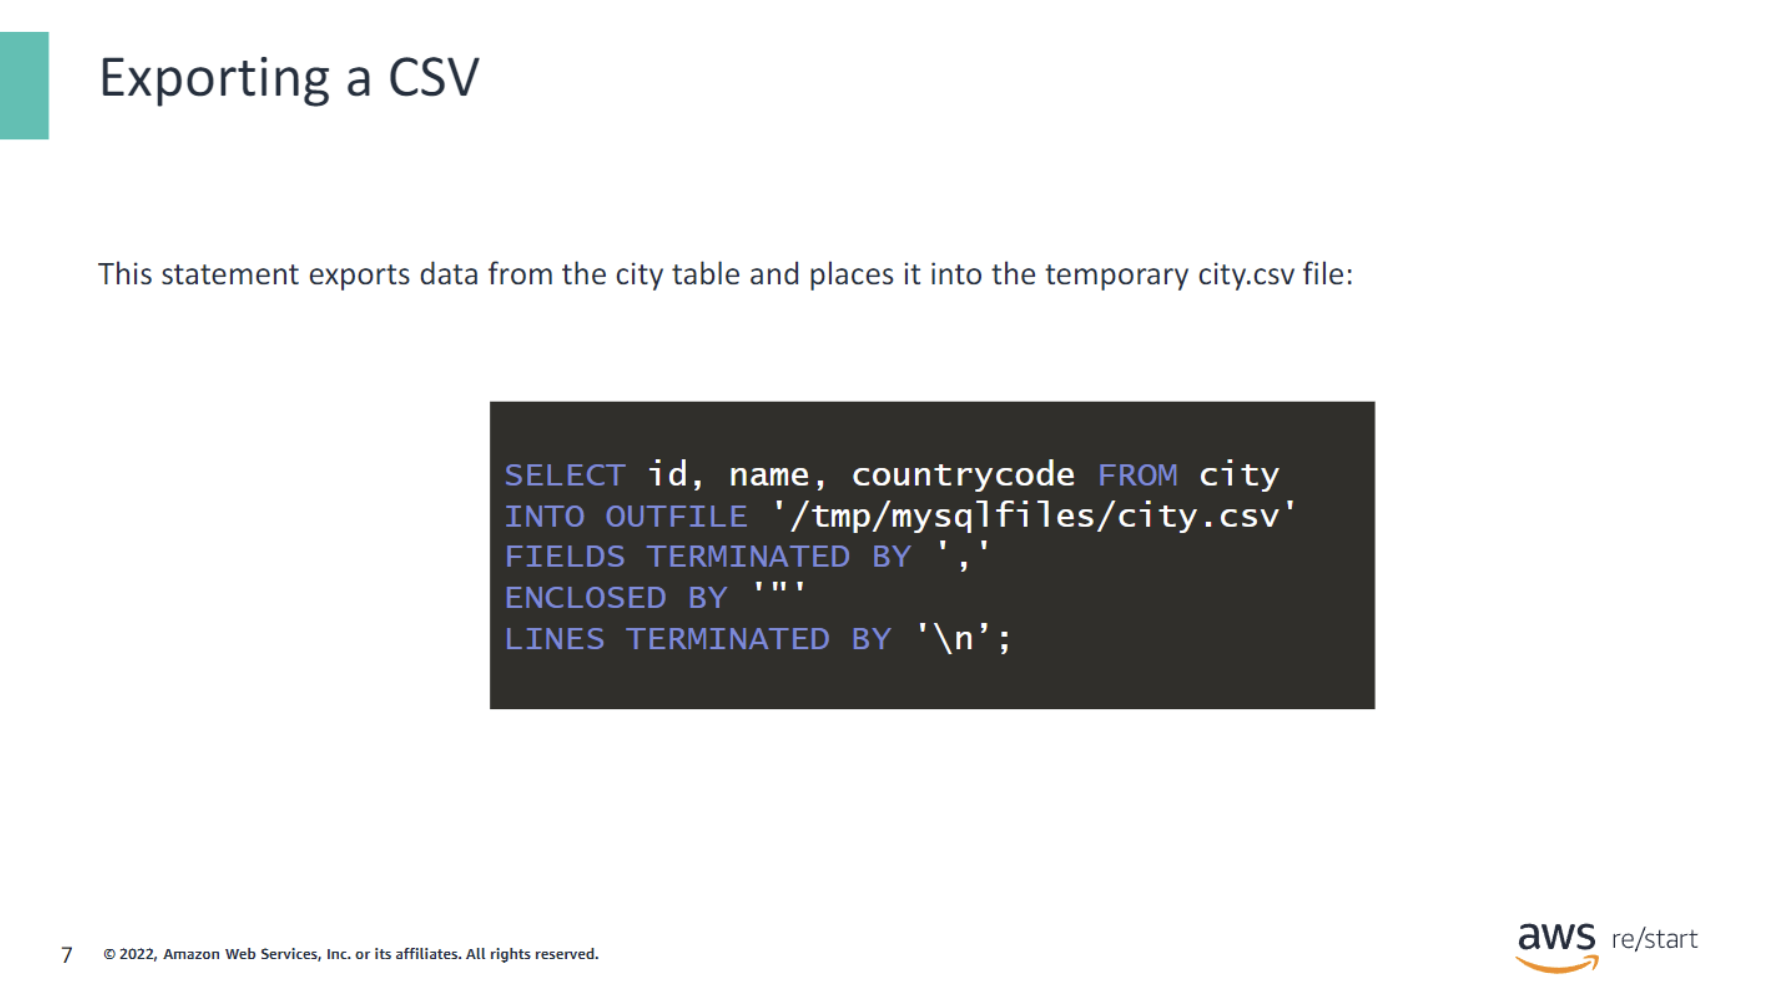 Exporting a CSV
This statement exports data from the city table and places it into the temporary city.csv file:
SELECT id, name, countrycode FROM city
INTO OUTFILE '/tmp/mysqlfiles/city.csv'
FIELDS TERMINATED BY ','
ENCLOSED BY '"'
LINES TERMINATED BY '\n’;
7 © 2022, Amazon Web Services, Inc. or its affiliates. All rights reserved.
aws re/start